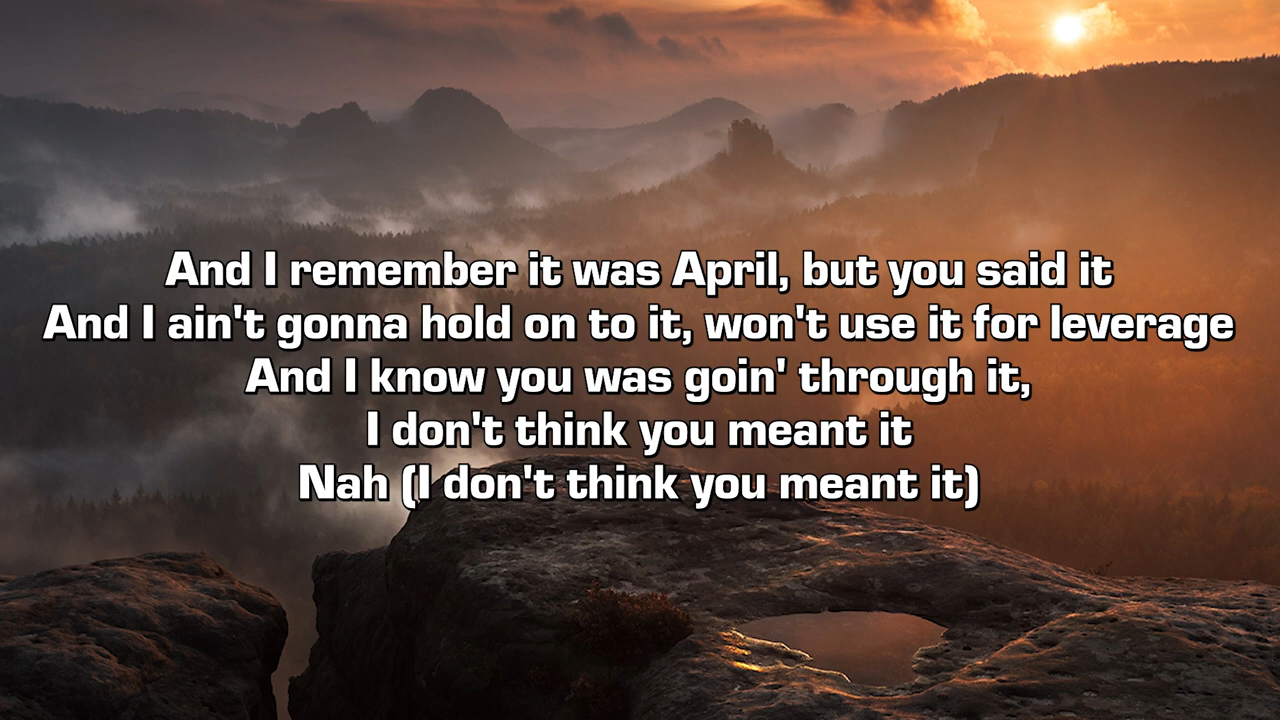 And I remember it was April, but you said it
And I ain't gonna hold on to it, won't use it for leverage
And I know you was goin' through it,
I don't think you meant it
Nah (I don't think you meant it)